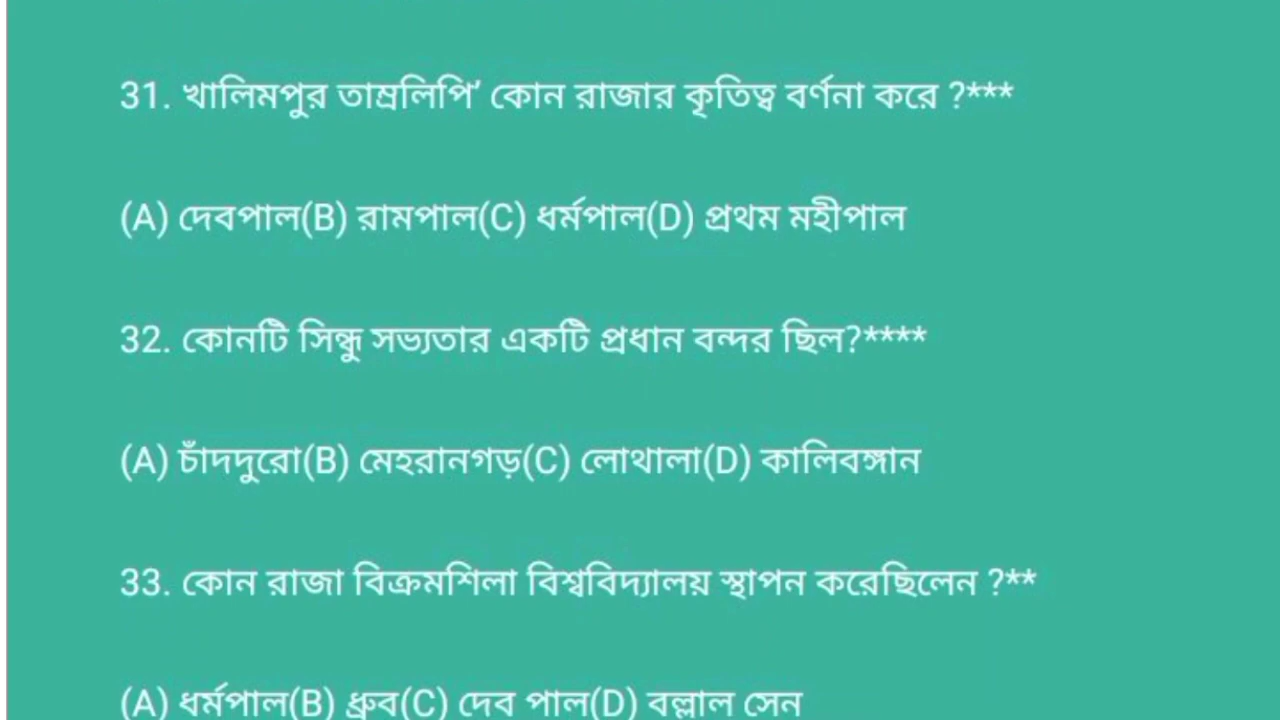 31. খালিমপুর তাম্রলিপি’ কোন রাজার কৃতিত্ব বর্ণনা করে ?***
(A) দেবপাল(B) রামপাল(C) ধর্মপাল(D) প্রথম মহীপাল
32. কোনটি সিন্ধু সভ্যতার একটি প্রধান বন্দর ছিল?****
(A) চাঁদদুরো(B) মেহরানগড়(C) লোথালা(D) কালিবঙ্গান
33. কোন রাজা বিক্রমশিলা বিশ্ববিদ্যালয় স্থাপন করেছিলেন ?**
(A) ধর্মপাল(B) ধ্রুব(C) দেব পাল(D) বল্লাল সেন